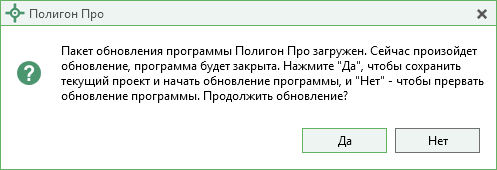 Полигон Про
Пакет обновления программы Полигон Про загружен. Сейчас произойдет
обновление, программа будет закрыта. Нажмите "Да", чтобы сохранить
текущий проект и начать обновление программы, и "Нет" - чтобы прервать
обновление программы. Продолжить обновление?
Да
Нет